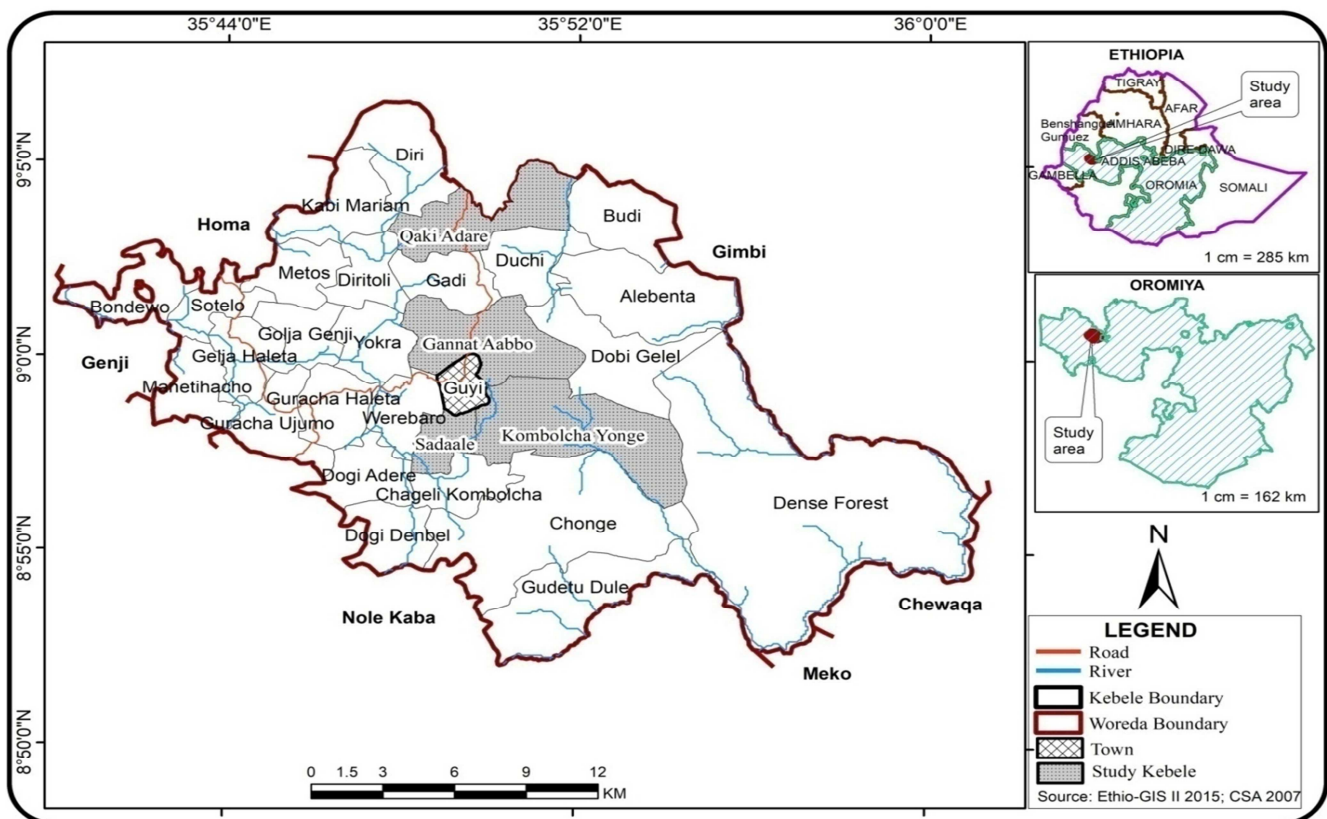 35°44'0"E
35°52'0"E
36°0'0"E
9°5'0"N
9°0'0"N
8°55'0"N
8°50'0"N
Diri
Kabi Mariam
Homa
Qaki Adare
Budi
Duchi
Gimbi
Metos
Diritoli
Gadi
Alebenta
Bondewo
Sotelo
Golja Genji
Yokra
Gannat Aabbo
Dobi Gelel
Genji
Gelja Haleta
Manetihacho
Guyi
Guracha Haleta
Werebaro
Guracha Ujumo
Sadaale
Kombolcha Yonge
Dogi Adere
Chageli Kombolcha
Dense Forest
Chonge
Dogi Denbel
Gudetu Dule
Chewaqa
Nole Kaba
Meko
0 1.5 3 6 9 12
KM
ETHIOPIA
Study
area
TIGRAY
AFAR
Benshanguel
Gumuez
AMHARA
DIRE DAWA
ADDIS ABEBA
GAMBELLA
OROMIA
SOMALI
1 cm = 285 km
OROMIYA
Study
area
1 cm = 162 km
N
LEGEND
Road
River
Kebele Boundary
Woreda Boundary
Town
Study Kebele
Source: Ethio-GIS II 2015; CSA 2007